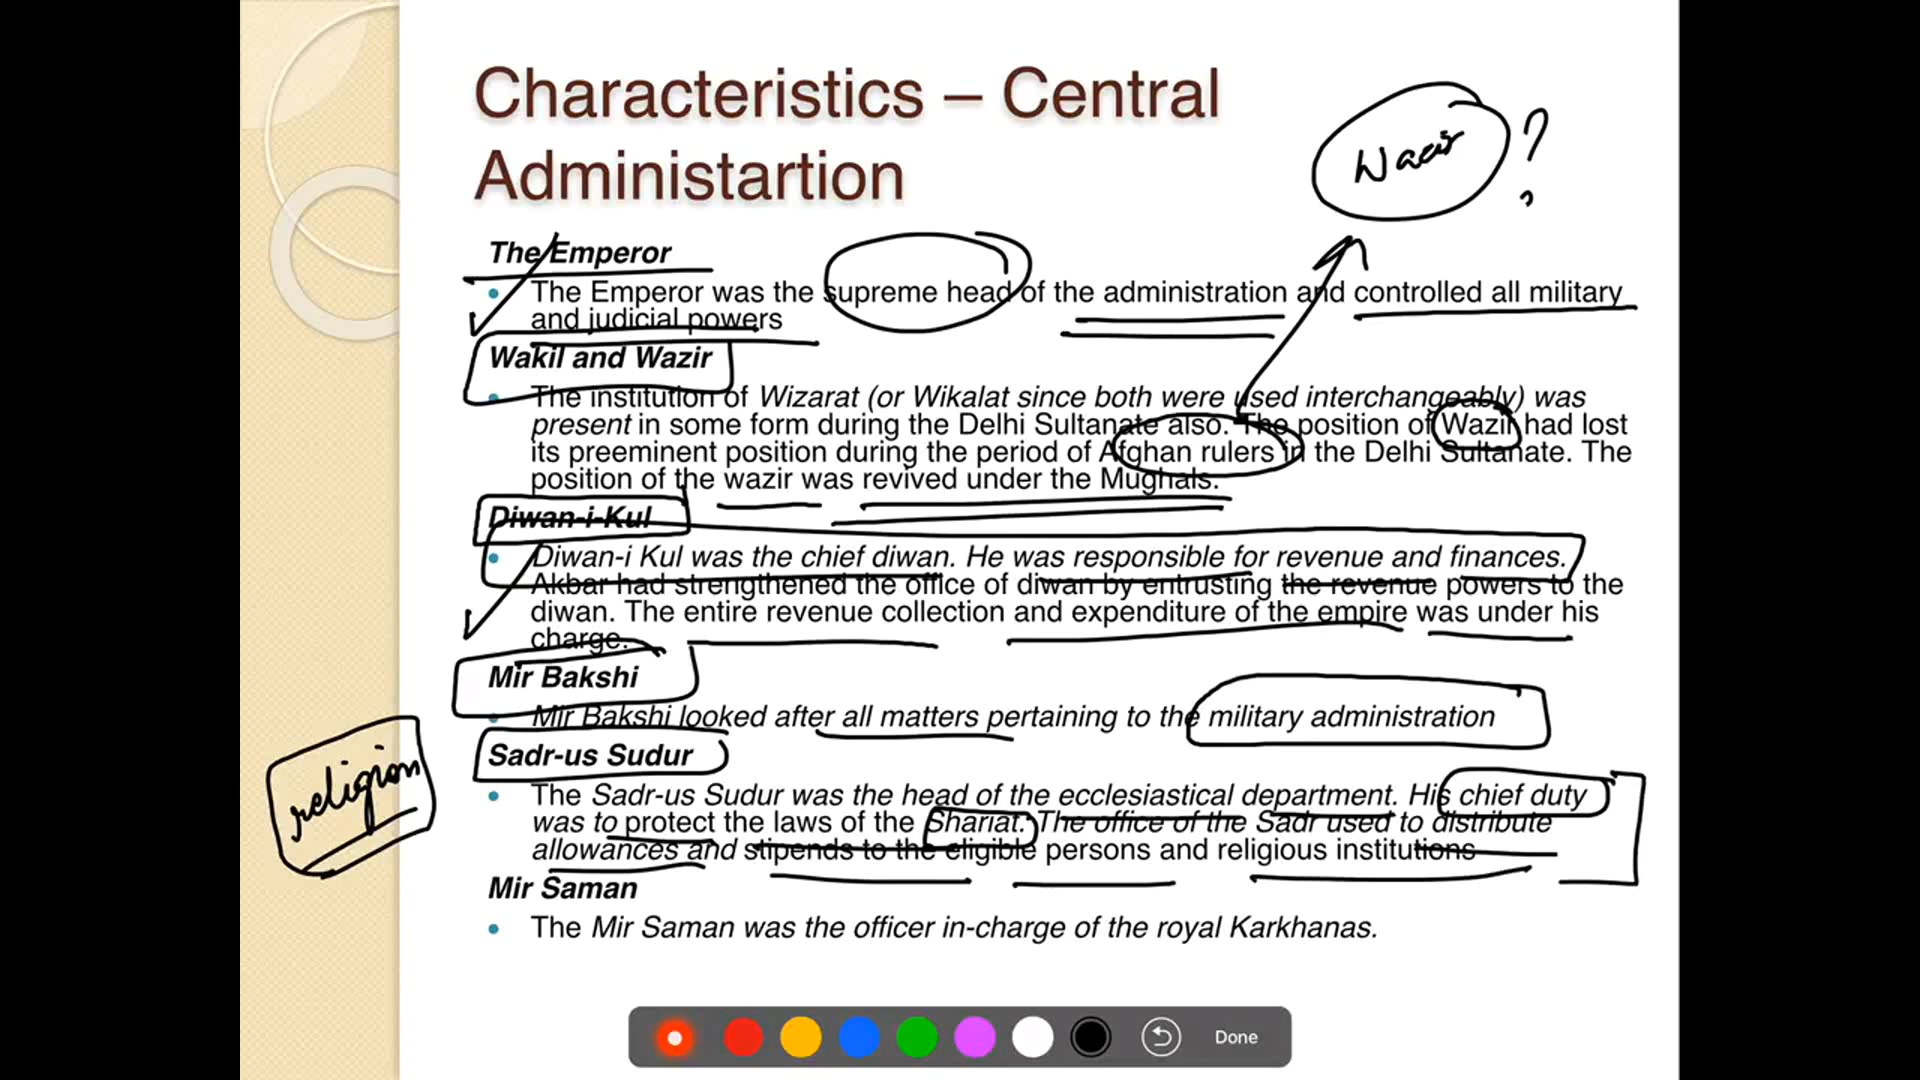 Characteristics – Central
Administartion
Wazir ?
The Emperor
The Emperor was the supreme head of the administration and controlled all military
and judicial powers
Wakil and Wazir
The institution of Wizarat (or Wikalat since both were used interchangeably) was
present in some form during the Delhi Sultanate also. The position of Wazir had lost
its preeminent position during the period of Afghan rulers in the Delhi Sultanate. The
position of the wazir was revived under the Mughals.
Diwan-i-Kul
Diwan-i Kul was the chief diwan. He was responsible for revenue and finances.
Akbar had strengthened the office of diwan by entrusting the revenue powers to the
diwan. The entire revenue collection and expenditure of the empire was under his
charge.
Mir Bakshi
Mir Bakshi looked after all matters pertaining to the military administration
Sadr-us Sudur
religion
The Sadr-us Sudur was the head of the ecclesiastical department. His chief duty
was to protect the laws of the Shariat. The office of the Sadr used to distribute
allowances and stipends to the eligible persons and religious institutions
Mir Saman
The Mir Saman was the officer in-charge of the royal Karkhanas.
Done